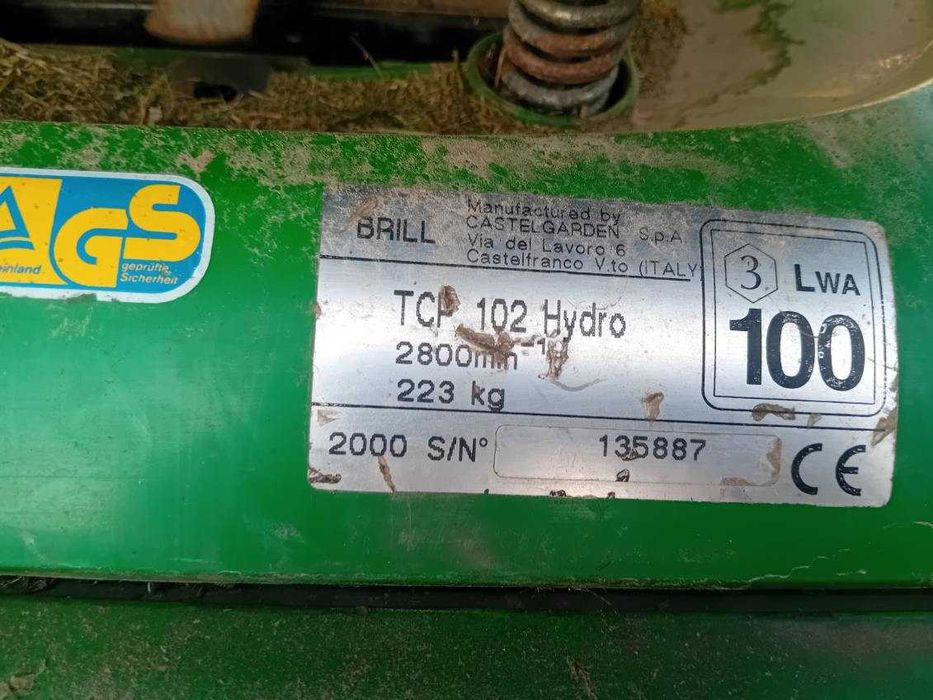 GS
geprüfte
Sicherheit
BRILL
Manufactured by
CASTELGARDEN S.p.A
Via del Lavoro 6
Castelfranco V.to (ITALY
TCP 102 Hydro
2800min⁻¹
223 kg
2000 S/N° 135887
3 LWA
100
CE